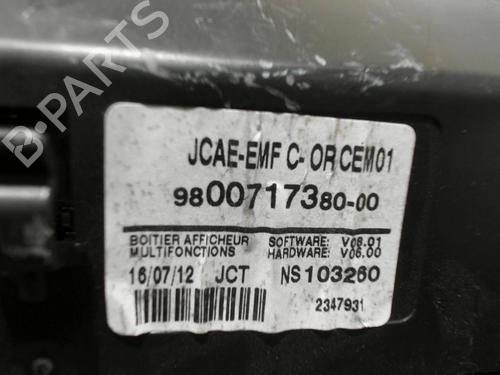 JCAE-EMF C- OR CEM01
9800717380-00
BOITIER AFFICHEUR SOFTWARE: V08.01
MULTIFONCTIONS HARDWARE: V06.00
16/07/12 JCT NS103260
2347931
B-PARTS